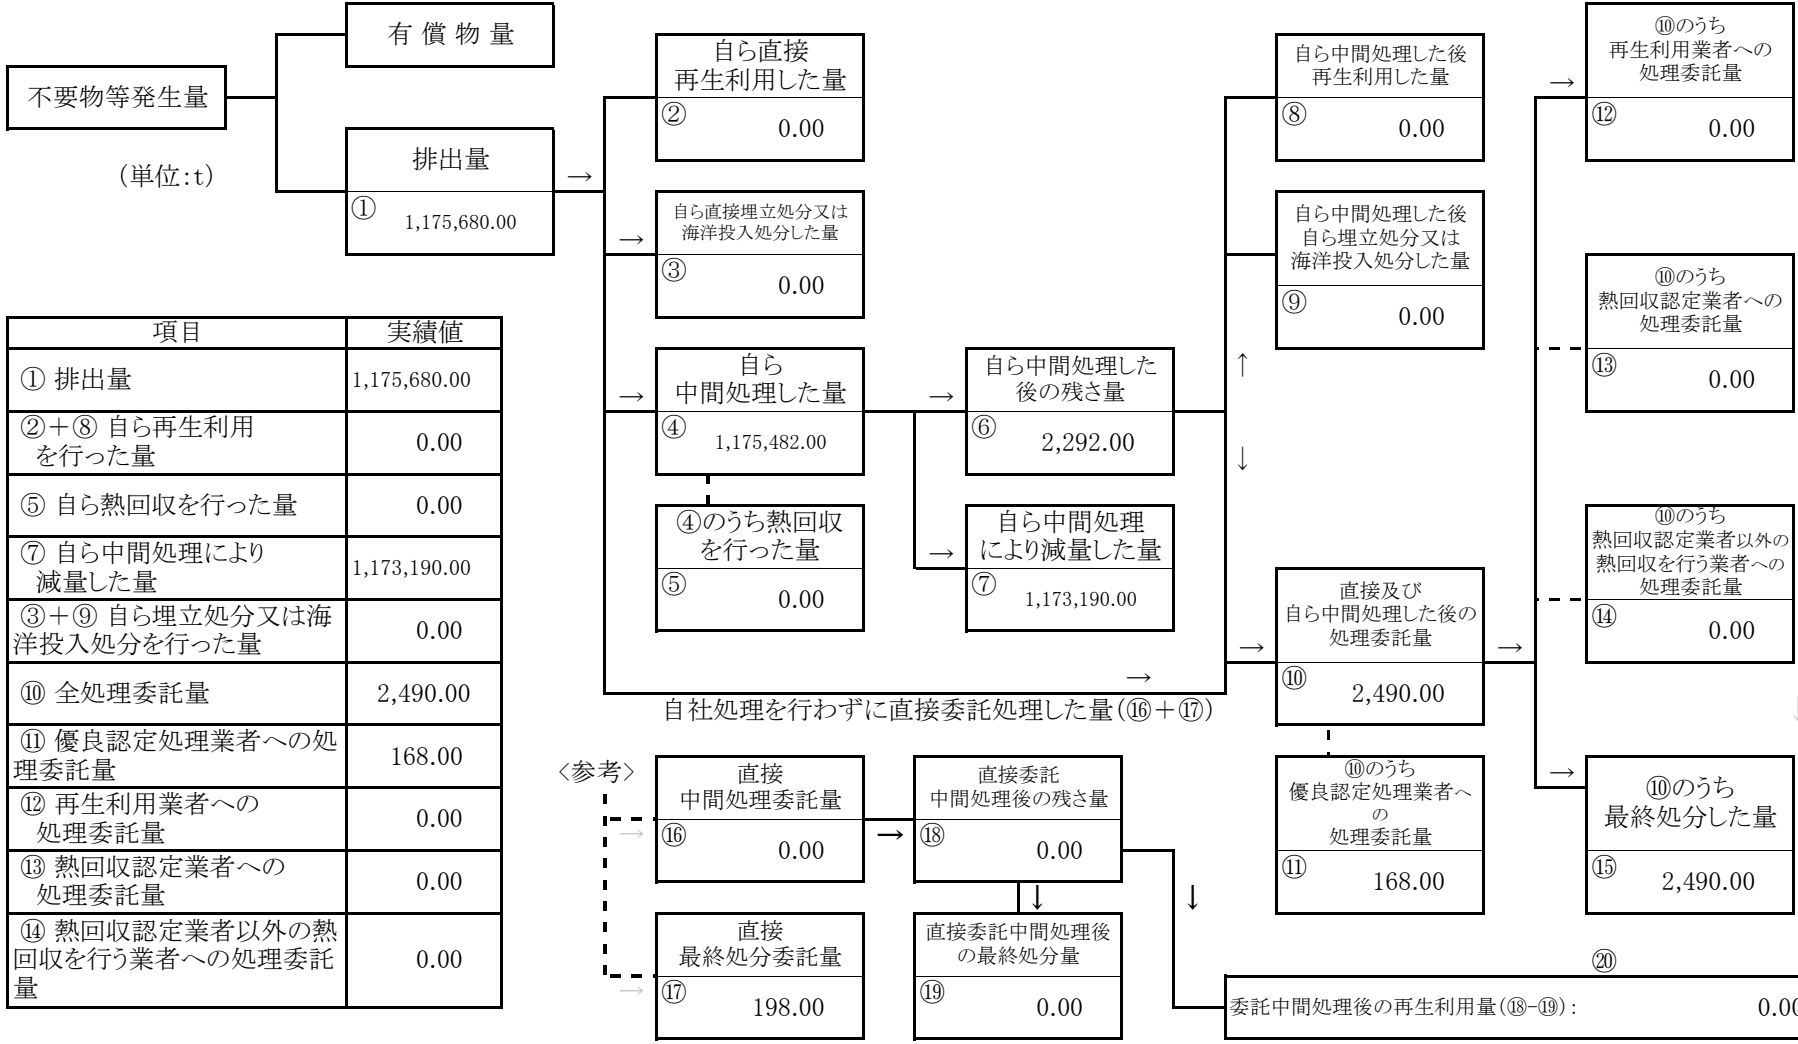 有 償 物 量
不要物等発生量
(単位:t)
排出量
① 1,175,680.00
→
自ら直接
再生利用した量
② 0.00
→
自ら直接埋立処分又は
海洋投入処分した量
③ 0.00
→
自ら
中間処理した量
④ 1,175,482.00
④のうち熱回収
を行った量
⑤ 0.00
→
自ら中間処理した
後の残さ量
⑥ 2,292.00
→
自ら中間処理
により減量した量
⑦ 1,173,190.00
自ら中間処理した後
再生利用した量
⑧ 0.00
自ら中間処理した後
自ら埋立処分又は
海洋投入処分した量
⑨ 0.00
↑
↓
→
自社処理を行わずに直接委託処理した量(⑯+⑰)
→
直接及び
自ら中間処理した後の
処理委託量
⑩ 2,490.00
→
⑩のうち
優良認定処理業者へ
の
処理委託量
⑪ 168.00
→
⑩のうち
再生利用業者への
処理委託量
⑫ 0.00
⑩のうち
熱回収認定業者への
処理委託量
⑬ 0.00
⑩のうち
熱回収認定業者以外の
熱回収を行う業者への
処理委託量
⑭ 0.00
→
⑩のうち
最終処分した量
⑮ 2,490.00
↓
項目 実績値
① 排出量 1,175,680.00
②+⑧ 自ら再生利用
を行った量 0.00
⑤ 自ら熱回収を行った量 0.00
⑦ 自ら中間処理により
減量した量 1,173,190.00
③+⑨ 自ら埋立処分又は海
洋投入処分を行った量 0.00
⑩ 全処理委託量 2,490.00
⑪ 優良認定処理業者への処
理委託量 168.00
⑫ 再生利用業者への
処理委託量 0.00
⑬ 熱回収認定業者への
処理委託量 0.00
⑭ 熱回収認定業者以外の熱
回収を行う業者への処理委託
量 0.00
<参考>
→
直接
中間処理委託量
⑯ 0.00
→
直接
最終処分委託量
⑰ 198.00
→
直接委託
中間処理後の残さ量
⑱ 0.00
↓
直接委託中間処理後
の最終処分量
⑲ 0.00
↓
⑳
委託中間処理後の再生利用量(⑱-⑲): 0.00